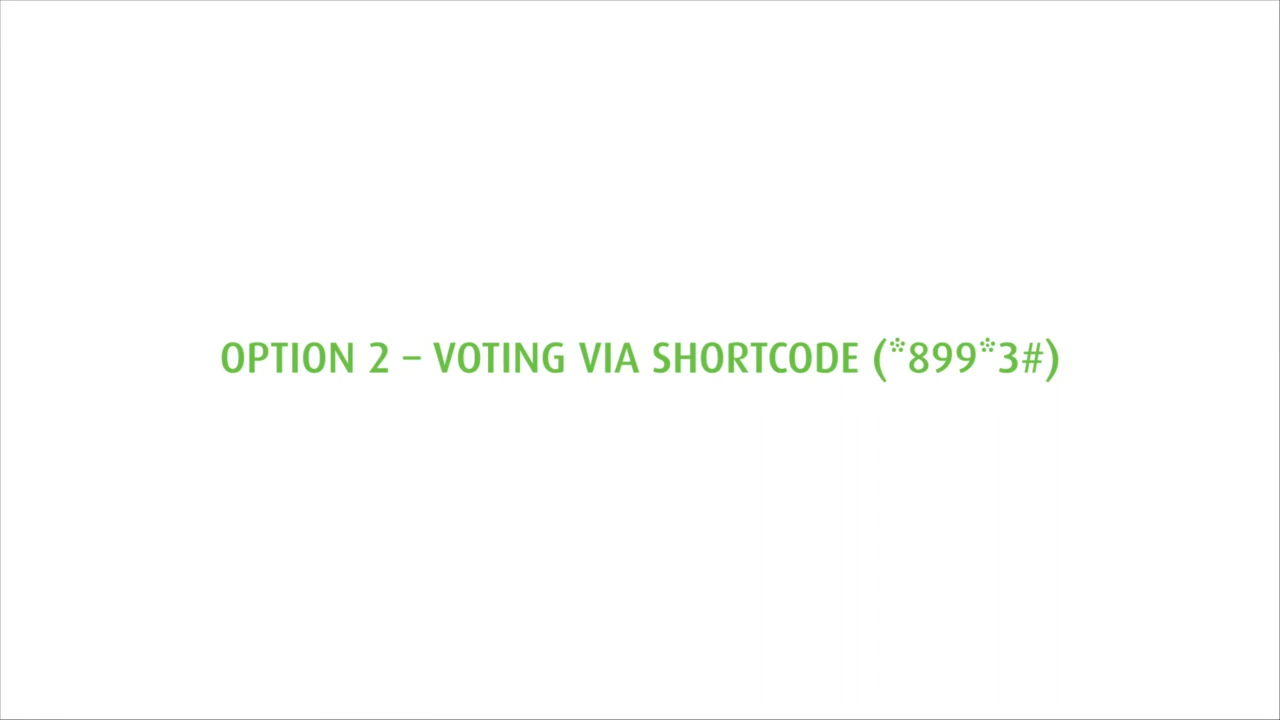 OPTION 2 – VOTING VIA SHORTCODE (*899*3#)